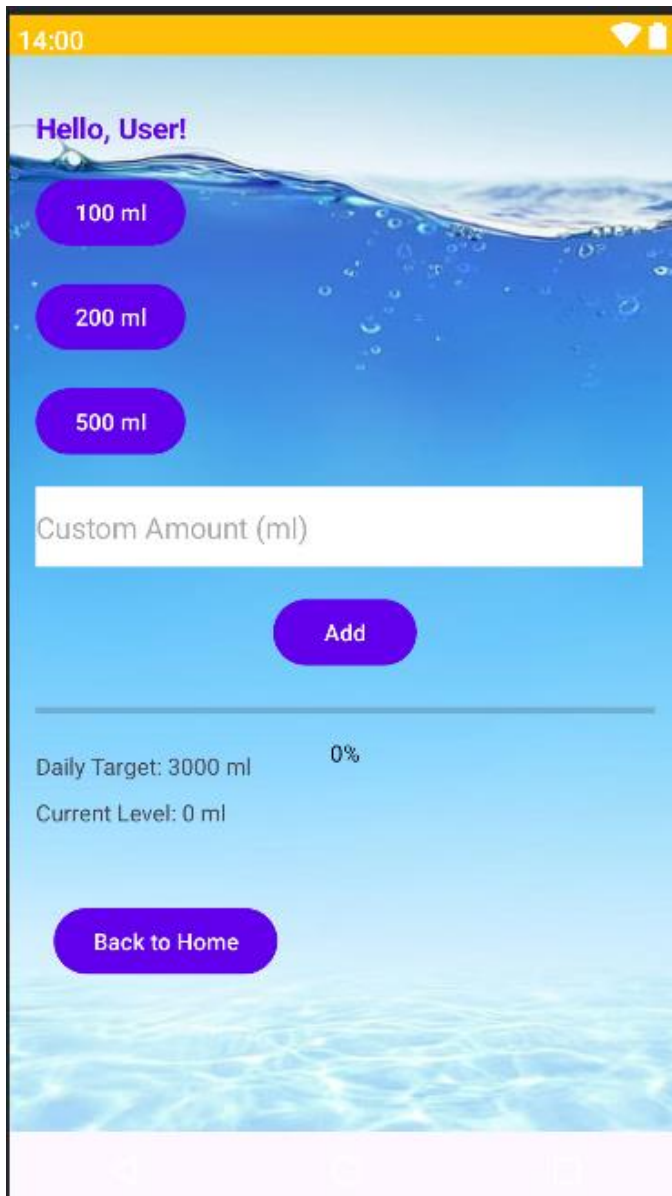 14:00
Hello, User!
100 ml
200 ml
500 ml
Custom Amount (ml)
Add
0%
Daily Target: 3000 ml
Current Level: 0 ml
Back to Home